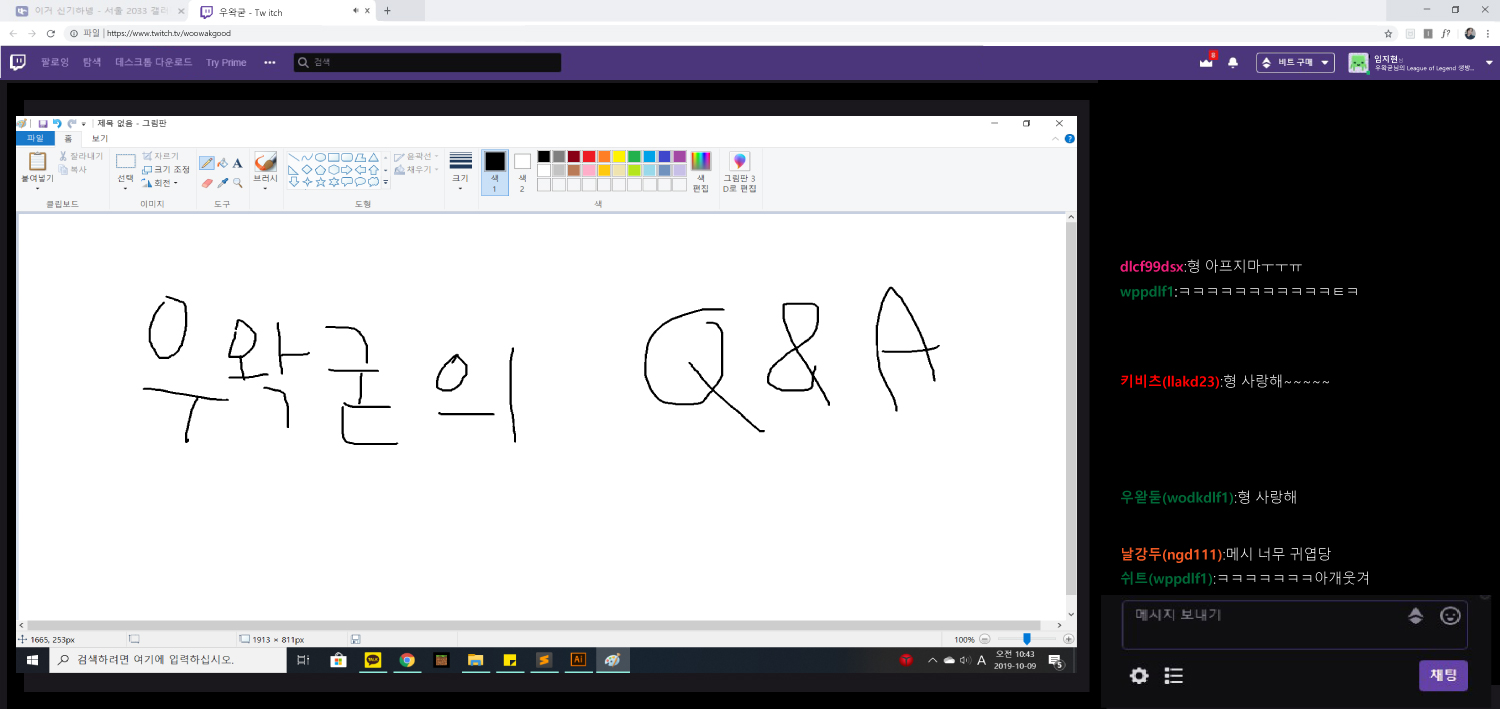 이거 신기하넹 - 서울 2033 갤러
우왁굳 - Tw itch
파일 | https://www.twitch.tv/woowakgood
팔로잉 탐색 데스크톱 다운로드 Try Prime ••• 검색 8 비트 구매 임지현
우왁굳님의 League of Legend 생방...
제목 없음 - 그림판
파일 홈 보기
붙여넣기 잘라내기 복사 선택 자르기 크기 조정 회전 A 브러시 윤곽선 채우기 크기 색 1 색 2 색 편집 그림판 3D로 편집
클립보드 이미지 도구 도형 색
우왁굳의 Q & A
1665, 253px 1913 × 811px 100%
검색하려면 여기에 입력하십시오. TALK Ai A 오전 10:43
2019-10-09 5
dlcf99dsx:형 아프지마ㅜㅜㅠ
wppdlf1:ㅋㅋㅋㅋㅋㅋㅋㅋㅋㅋㅋㅌㅋ
키비츠(llakd23):형 사랑해~~~~~
우왈둗(wodkdlf1):형 사랑해
날강두(ngd111):메시 너무 귀엽당
쉬트(wppdlf1):ㅋㅋㅋㅋㅋㅋㅋ아개웃겨
메시지 보내기
채팅